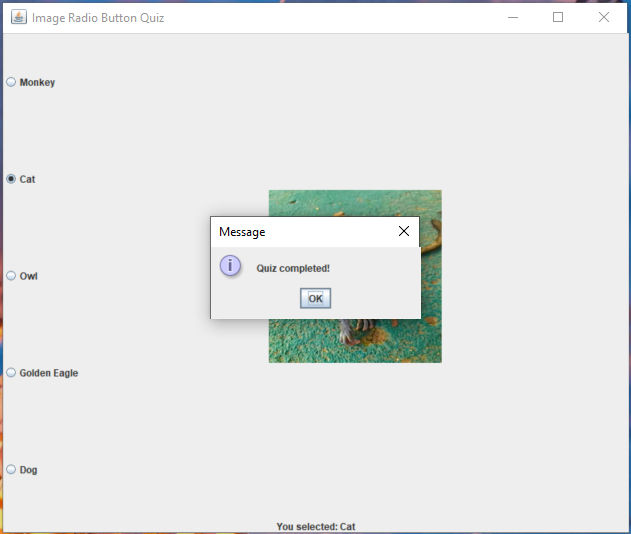 Image Radio Button Quiz
Monkey
Cat
Message
Quiz completed!
OK
Owl
Golden Eagle
Dog
You selected: Cat